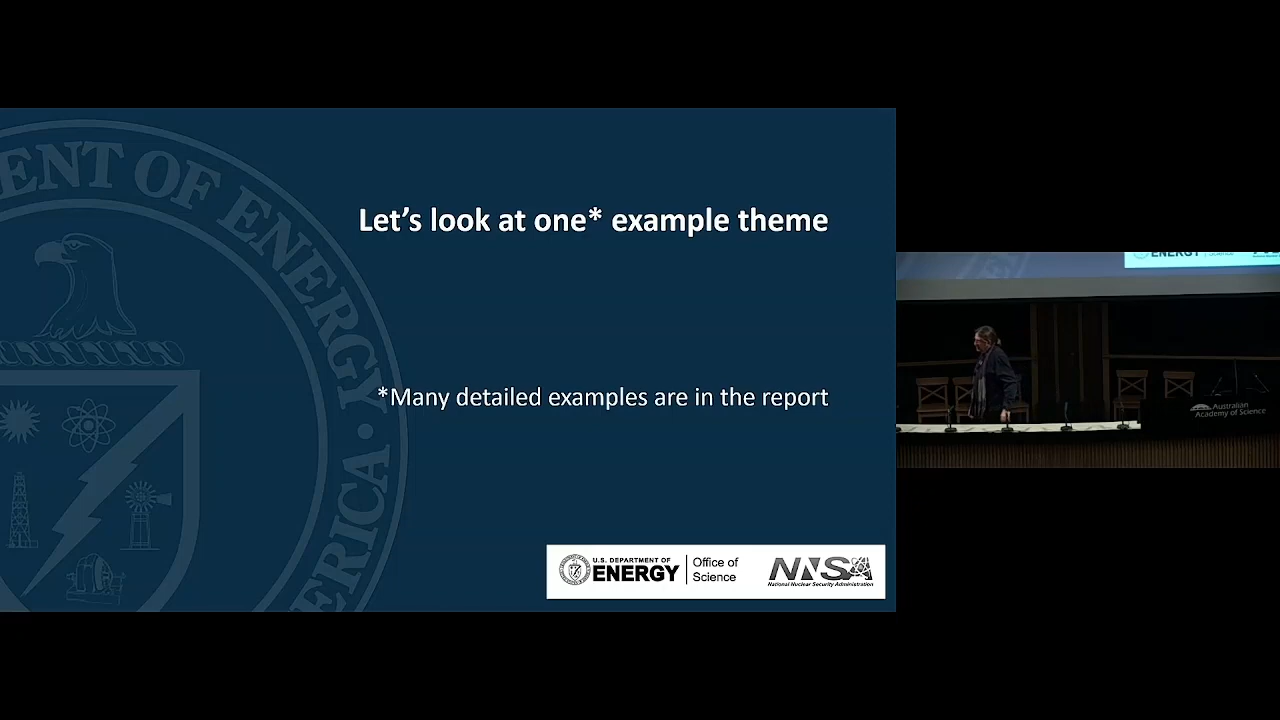 ENT OF ENERGY
ERICA
Let's look at one* example theme
*Many detailed examples are in the report
U.S. DEPARTMENT OF
ENERGY
Office of
Science
NNSA
National Nuclear Security Administration
ENERGY
Australian
Academy of Science